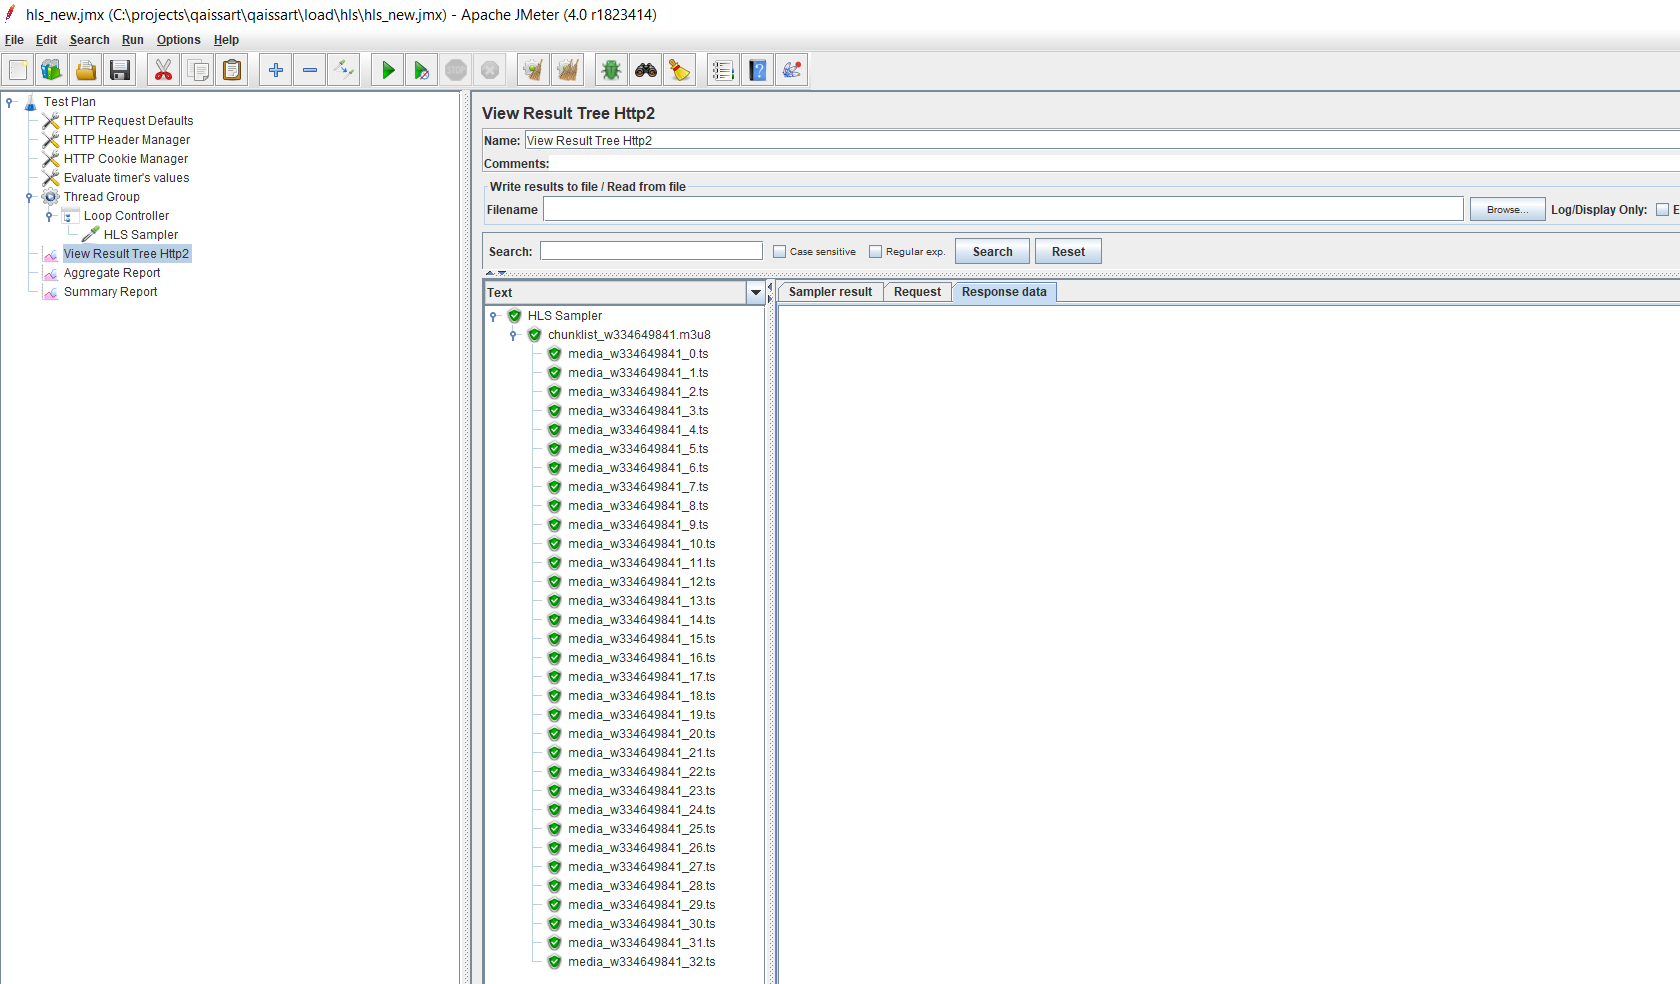 hls_new.jmx (C:\projects\qaissart\qaissart\load\hls\hls_new.jmx) - Apache JMeter (4.0 r1823414)
File Edit Search Run Options Help
STOP
Test Plan
HTTP Request Defaults
HTTP Header Manager
HTTP Cookie Manager
Evaluate timer's values
Thread Group
Loop Controller
HLS Sampler
View Result Tree Http2
Aggregate Report
Summary Report
View Result Tree Http2
Name: View Result Tree Http2
Comments:
Write results to file / Read from file
Filename Browse... Log/Display Only: E
Search: Case sensitive Regular exp. Search Reset
Text
Sampler result Request Response data
HLS Sampler
chunklist_w334649841.m3u8
media_w334649841_0.ts
media_w334649841_1.ts
media_w334649841_2.ts
media_w334649841_3.ts
media_w334649841_4.ts
media_w334649841_5.ts
media_w334649841_6.ts
media_w334649841_7.ts
media_w334649841_8.ts
media_w334649841_9.ts
media_w334649841_10.ts
media_w334649841_11.ts
media_w334649841_12.ts
media_w334649841_13.ts
media_w334649841_14.ts
media_w334649841_15.ts
media_w334649841_16.ts
media_w334649841_17.ts
media_w334649841_18.ts
media_w334649841_19.ts
media_w334649841_20.ts
media_w334649841_21.ts
media_w334649841_22.ts
media_w334649841_23.ts
media_w334649841_24.ts
media_w334649841_25.ts
media_w334649841_26.ts
media_w334649841_27.ts
media_w334649841_28.ts
media_w334649841_29.ts
media_w334649841_30.ts
media_w334649841_31.ts
media_w334649841_32.ts